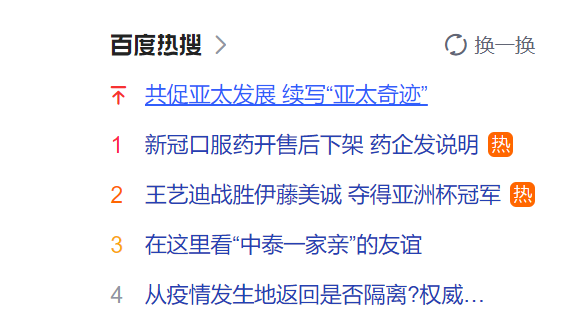 百度热搜 > 换一换
共促亚太发展 续写“亚太奇迹”
1 新冠口服药开售后下架 药企发说明 热
2 王艺迪战胜伊藤美诚 夺得亚洲杯冠军 热
3 在这里看“中泰一家亲”的友谊
4 从疫情发生地返回是否隔离?权威…